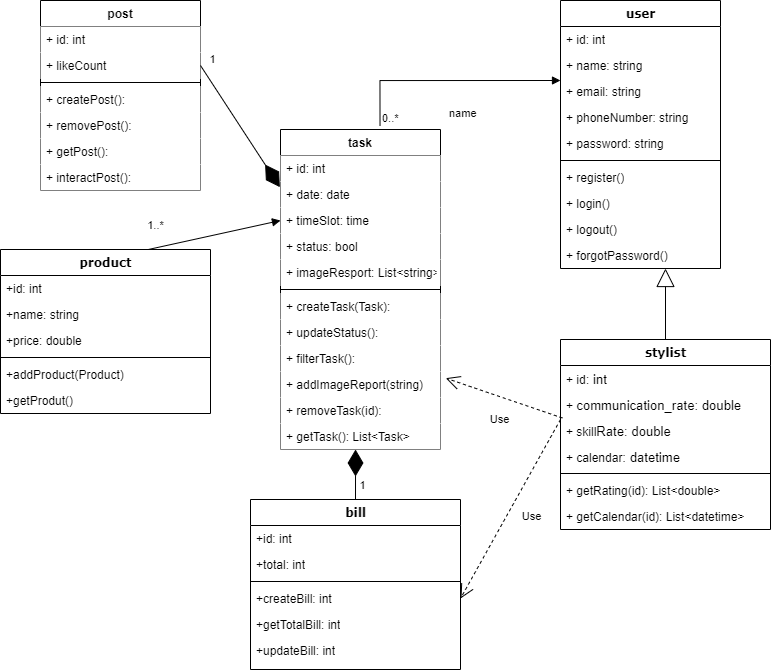 post
+ id: int
+ likeCount
+ createPost():
+ removePost():
+ getPost():
+ interactPost():
1
user
+ id: int
+ name: string
+ email: string
+ phoneNumber: string
+ password: string
+ register()
+ login()
+ logout()
+ forgotPassword()
0..*
name
task
+ id: int
+ date: date
+ timeSlot: time
+ status: bool
+ imageResport: List<string>
+ createTask(Task):
+ updateStatus():
+ filterTask():
+ addImageReport(string)
+ removeTask(id):
+ getTask(): List<Task>
1..*
product
+id: int
+name: string
+price: double
+addProduct(Product)
+getProdut()
stylist
+ id: int
+ communication_rate: double
+ skillRate: double
+ calendar: datetime
+ getRating(id): List<double>
+ getCalendar(id): List<datetime>
Use
Use
1
bill
+id: int
+total: int
+createBill: int
+getTotalBill: int
+updateBill: int